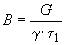 B = G / (γ · τ₁)